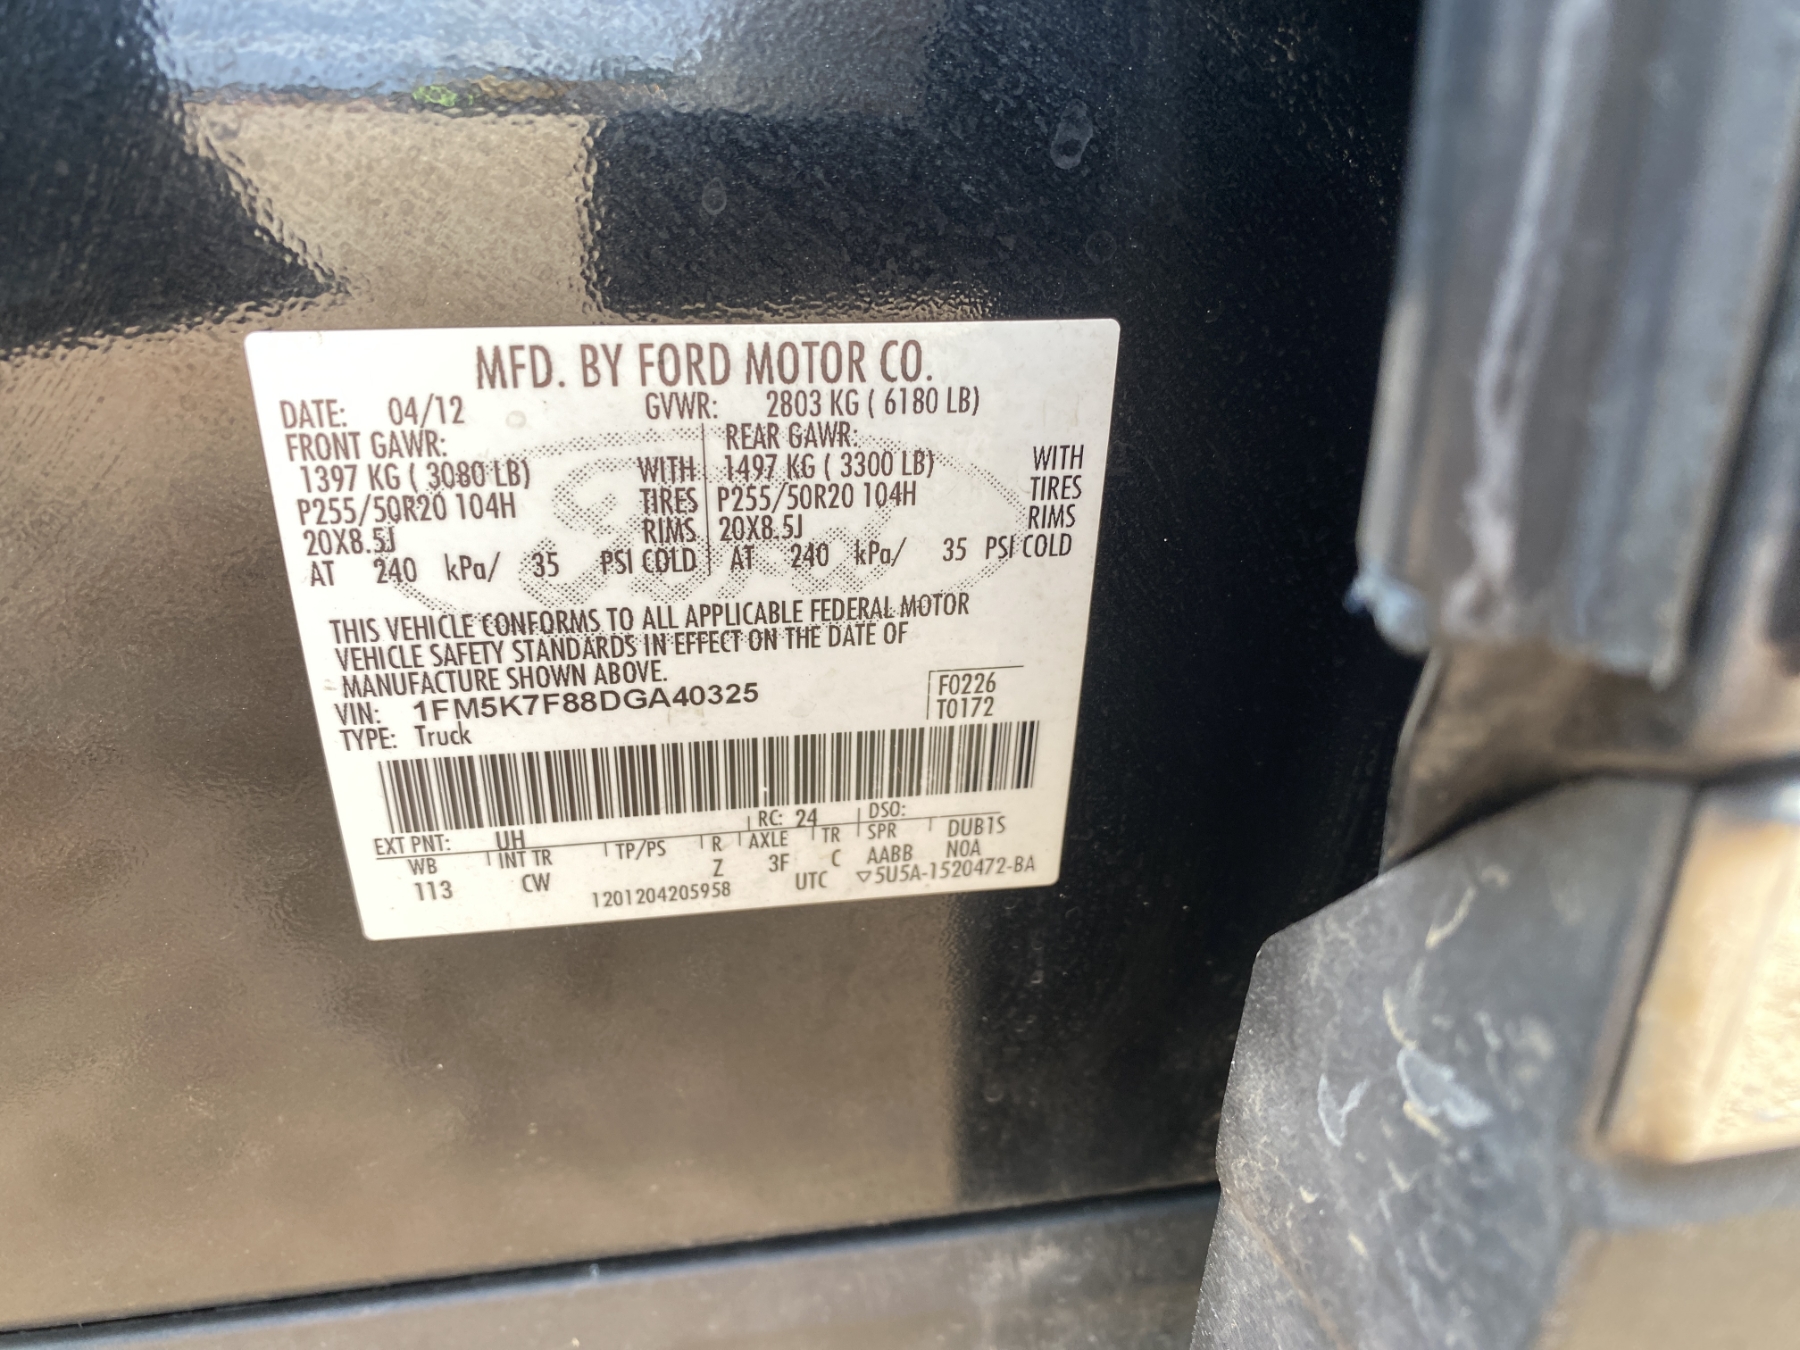 MFD. BY FORD MOTOR CO.
DATE: 04/12 GVWR: 2803 KG ( 6180 LB)
FRONT GAWR: REAR GAWR:
1397 KG ( 3080 LB) WITH 1497 KG ( 3300 LB) WITH
P255/50R20 104H TIRES P255/50R20 104H TIRES
20X8.5J RIMS 20X8.5J RIMS
AT 240 kPa/ 35 PSI COLD AT 240 kPa/ 35 PSI COLD
THIS VEHICLE CONFORMS TO ALL APPLICABLE FEDERAL MOTOR
VEHICLE SAFETY STANDARDS IN EFFECT ON THE DATE OF
MANUFACTURE SHOWN ABOVE.
VIN: 1FM5K7F88DGA40325 F0226
TYPE: Truck T0172
EXT PNT: UH RC: 24 DSO:
WB INT TR TP/PS R AXLE TR SPR DUB1S
113 CW Z 3F C AABB N0A
1201204205958 UTC ▽5U5A-1520472-BA